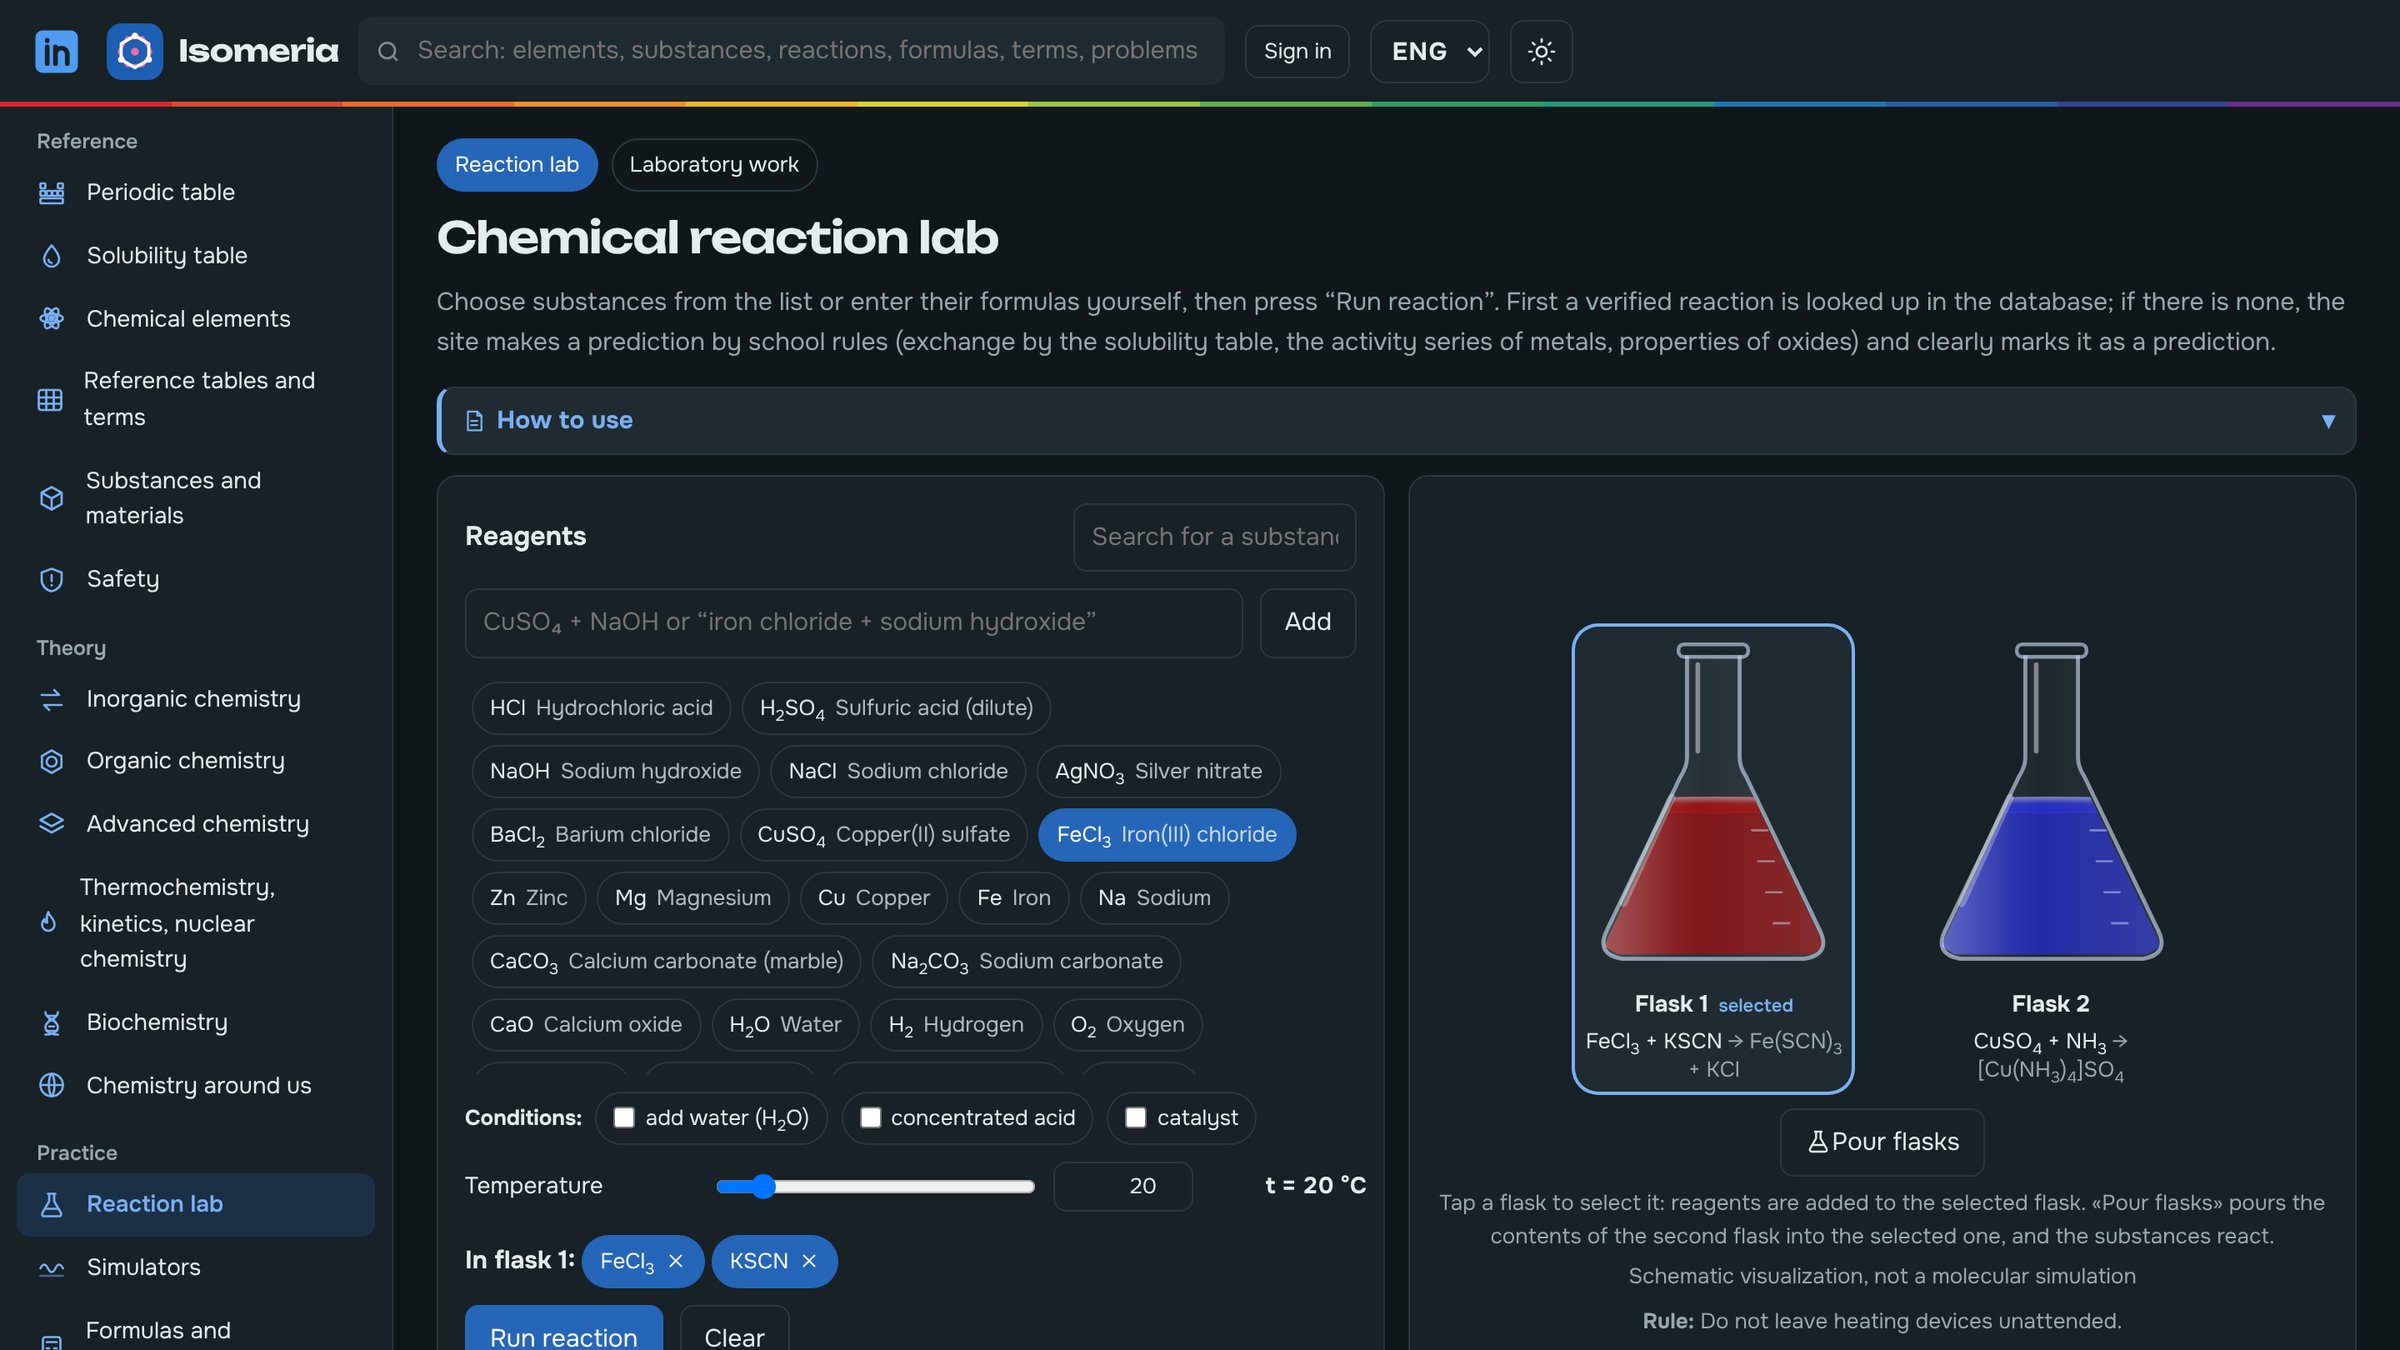 in
Isomeria
Search: elements, substances, reactions, formulas, terms, problems
Sign in
ENG
Reference
Periodic table
Solubility table
Chemical elements
Reference tables and
terms
Substances and
materials
Safety
Theory
Inorganic chemistry
Organic chemistry
Advanced chemistry
Thermochemistry,
kinetics, nuclear
chemistry
Biochemistry
Chemistry around us
Practice
Reaction lab
Simulators
Formulas and
Reaction lab
Laboratory work
Chemical reaction lab
Choose substances from the list or enter their formulas yourself, then press “Run reaction”. First a verified reaction is looked up in the database; if there is none, the
site makes a prediction by school rules (exchange by the solubility table, the activity series of metals, properties of oxides) and clearly marks it as a prediction.
How to use
Reagents
Search for a substanc
CuSO₄ + NaOH or “iron chloride + sodium hydroxide”
Add
HCl Hydrochloric acid
H₂SO₄ Sulfuric acid (dilute)
NaOH Sodium hydroxide
NaCl Sodium chloride
AgNO₃ Silver nitrate
BaCl₂ Barium chloride
CuSO₄ Copper(II) sulfate
FeCl₃ Iron(III) chloride
Zn Zinc
Mg Magnesium
Cu Copper
Fe Iron
Na Sodium
CaCO₃ Calcium carbonate (marble)
Na₂CO₃ Sodium carbonate
CaO Calcium oxide
H₂O Water
H₂ Hydrogen
O₂ Oxygen
Conditions:
add water (H₂O)
concentrated acid
catalyst
Temperature
20
t = 20 °C
In flask 1:
FeCl₃ ×
KSCN ×
Run reaction
Clear
Flask 1 selected
FeCl₃ + KSCN → Fe(SCN)₃
+ KCl
Flask 2
CuSO₄ + NH₃ →
[Cu(NH₃)₄]SO₄
Pour flasks
Tap a flask to select it: reagents are added to the selected flask. «Pour flasks» pours the
contents of the second flask into the selected one, and the substances react.
Schematic visualization, not a molecular simulation
Rule: Do not leave heating devices unattended.